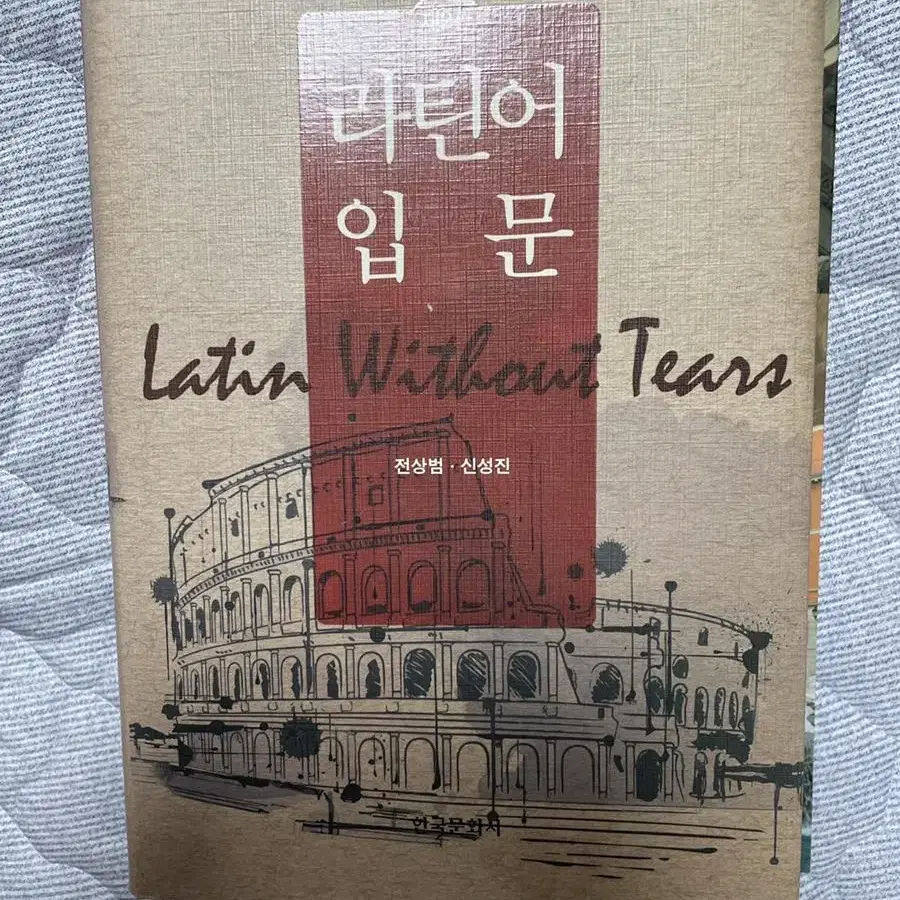 라틴어
입 문
Latin Without Tears
전상범 · 신성진
한국문화사